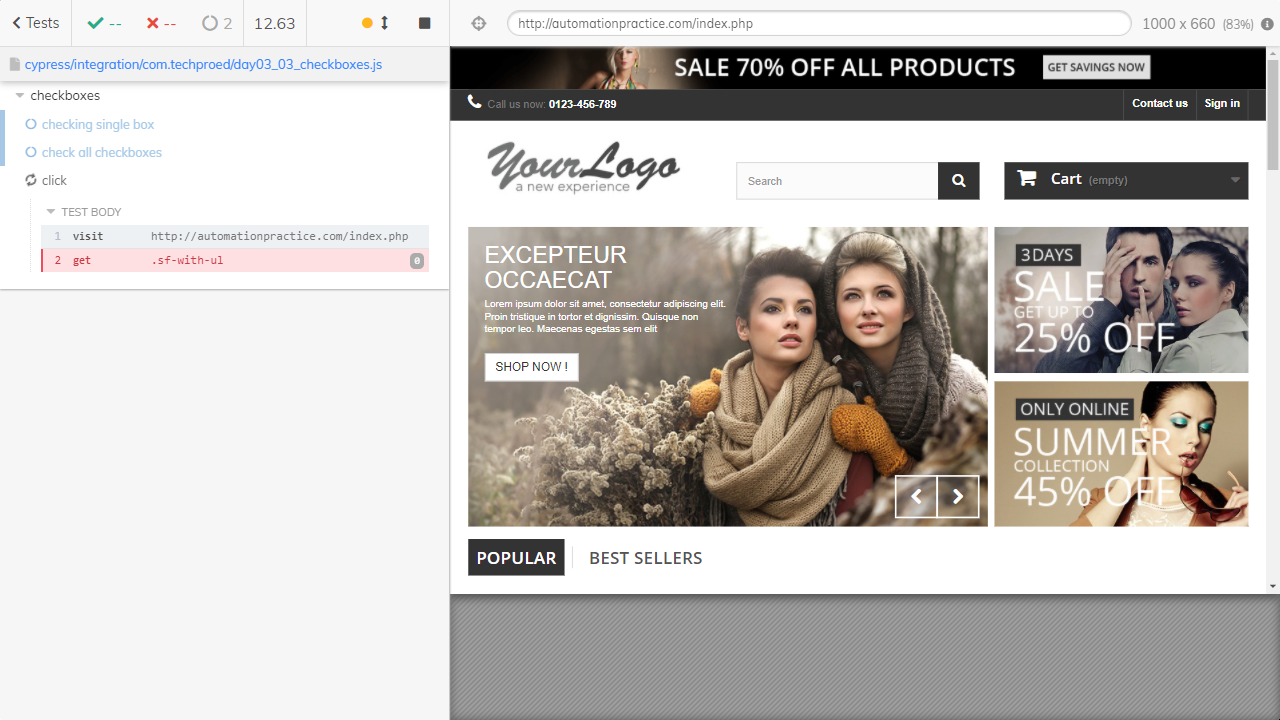 Tests
--
--
2
12.63
http://automationpractice.com/index.php
1000 x 660 (83%)
cypress/integration/com.techproed/day03_03_checkboxes.js
checkboxes
checking single box
check all checkboxes
click
TEST BODY
1 visit http://automationpractice.com/index.php
2 get .sf-with-ul 0
SALE 70% OFF ALL PRODUCTS
GET SAVINGS NOW
Call us now: 0123-456-789
Contact us
Sign in
YourLogo
a new experience
Search
Cart (empty)
EXCEPTEUR
OCCAECAT
Lorem ipsum dolor sit amet, consectetur adipiscing elit.
Proin tristique in tortor et dignissim. Quisque non
tempor leo. Maecenas egestas sem elit
SHOP NOW !
3 DAYS
SALE
GET UP TO
25% OFF
ONLY ONLINE
SUMMER
COLLECTION
45% OFF
POPULAR
BEST SELLERS